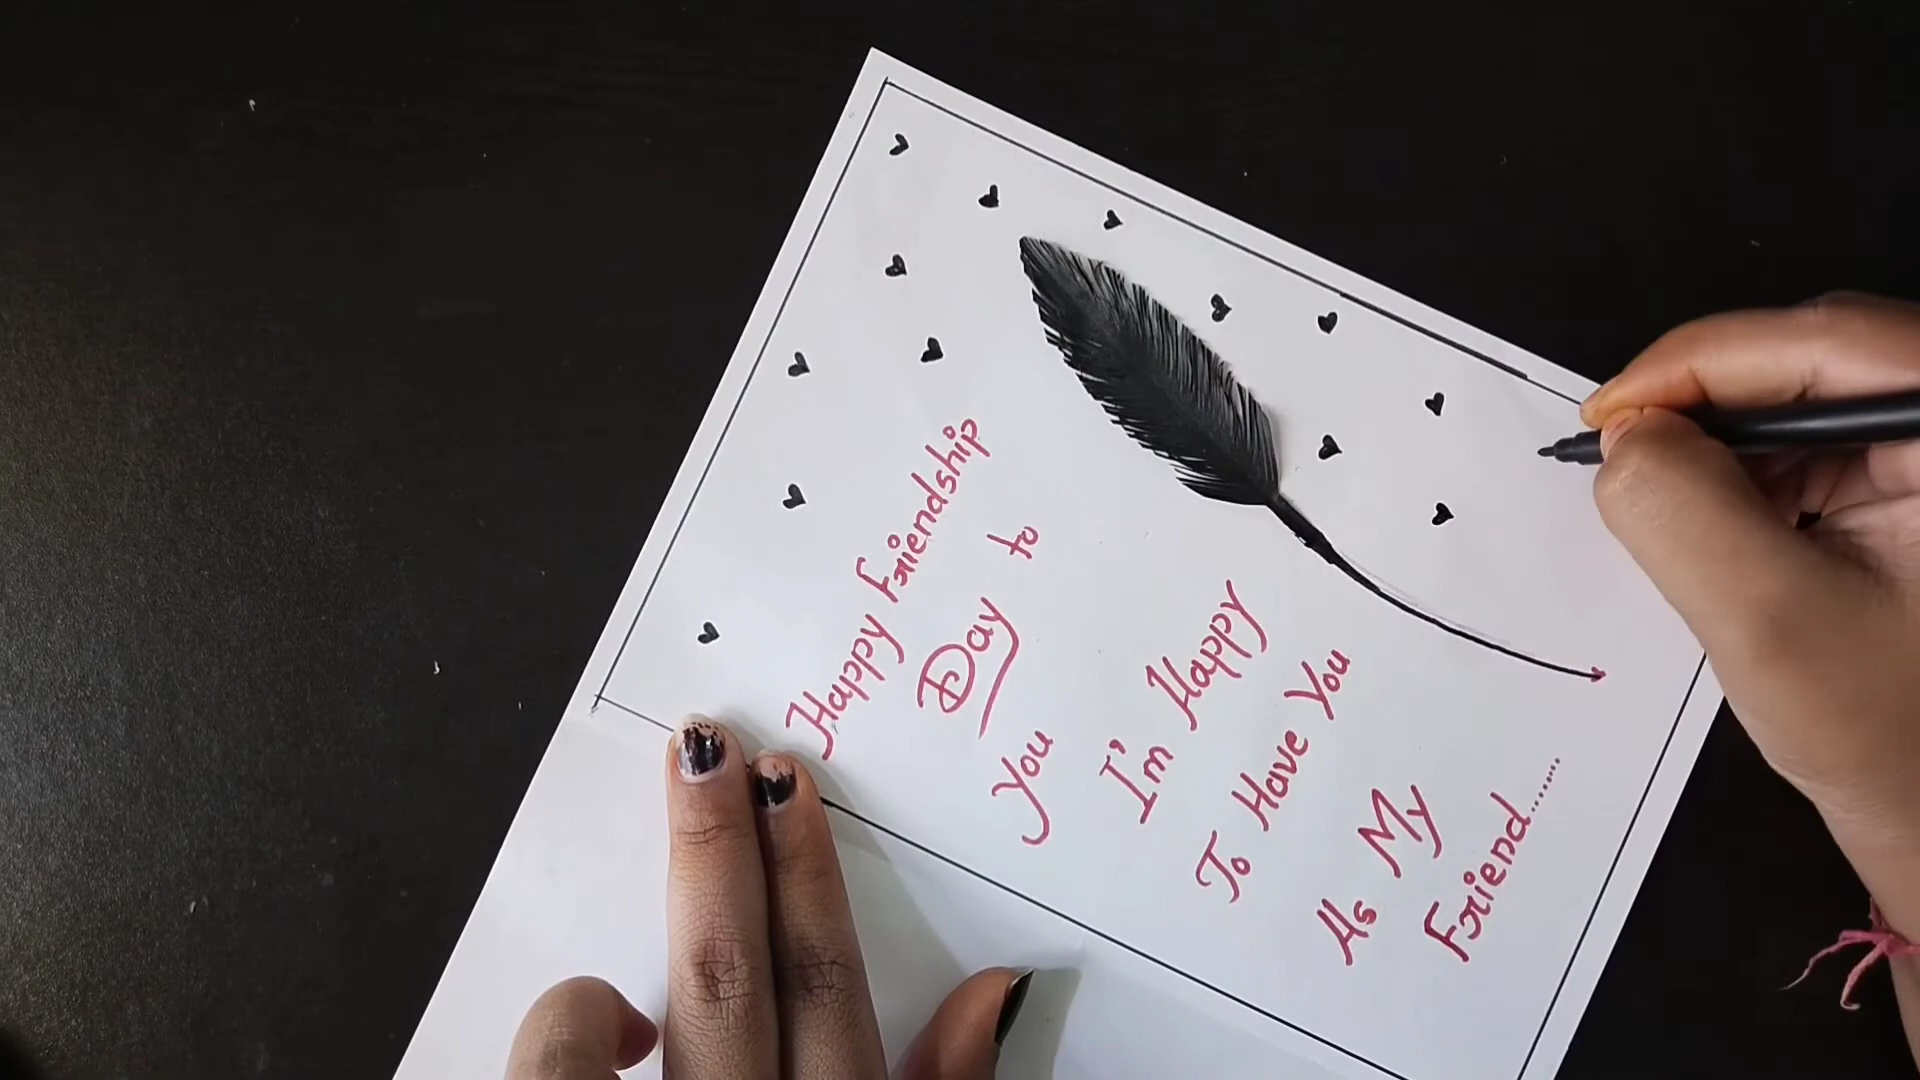 Happy Friendship
Day to
You
I'm Happy
To Have You
As My
Friend.........